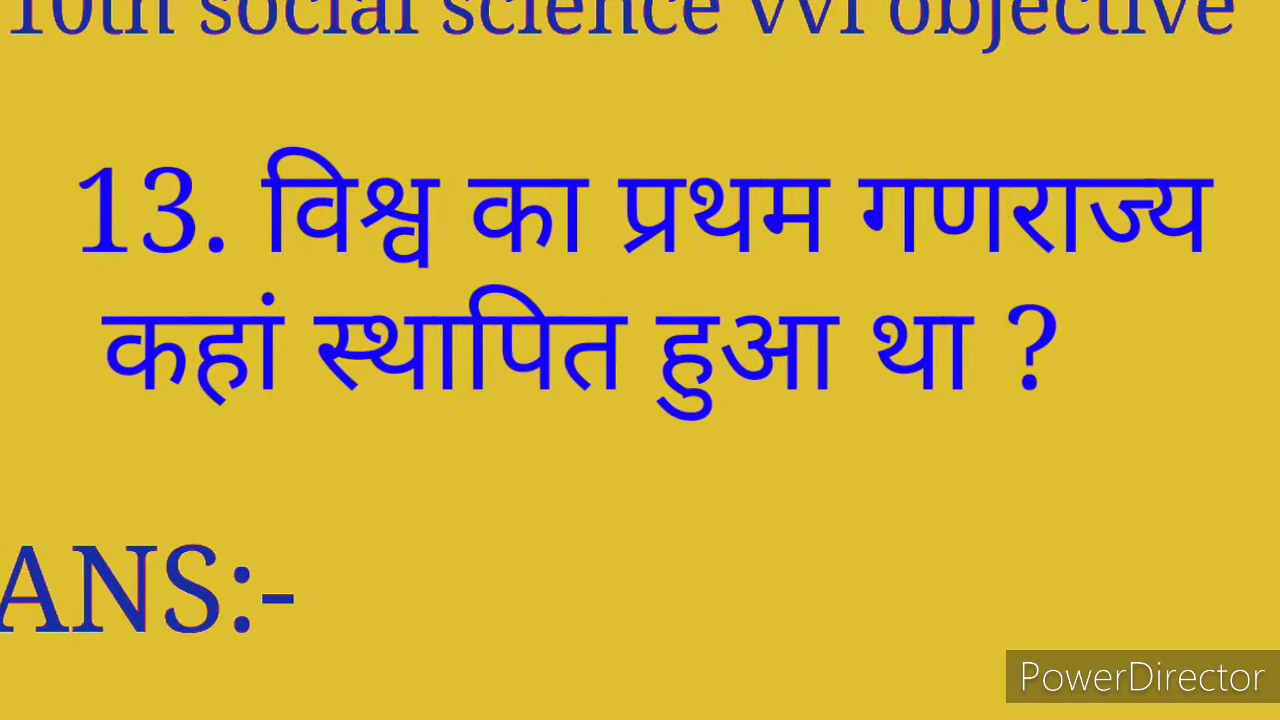 10th social science vvi objective
13. विश्व का प्रथम गणराज्य
कहां स्थापित हुआ था ?
ANS:-
PowerDirector